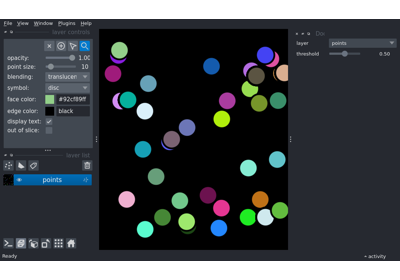 File View Window Plugins Help
layer controls
opacity: 1.00
point size: 10
blending: translucen
symbol: disc
face color: #92cf89ff
edge color: black
display text:
out of slice:
layer list
points
layer points
threshold 0.50
Ready
activity